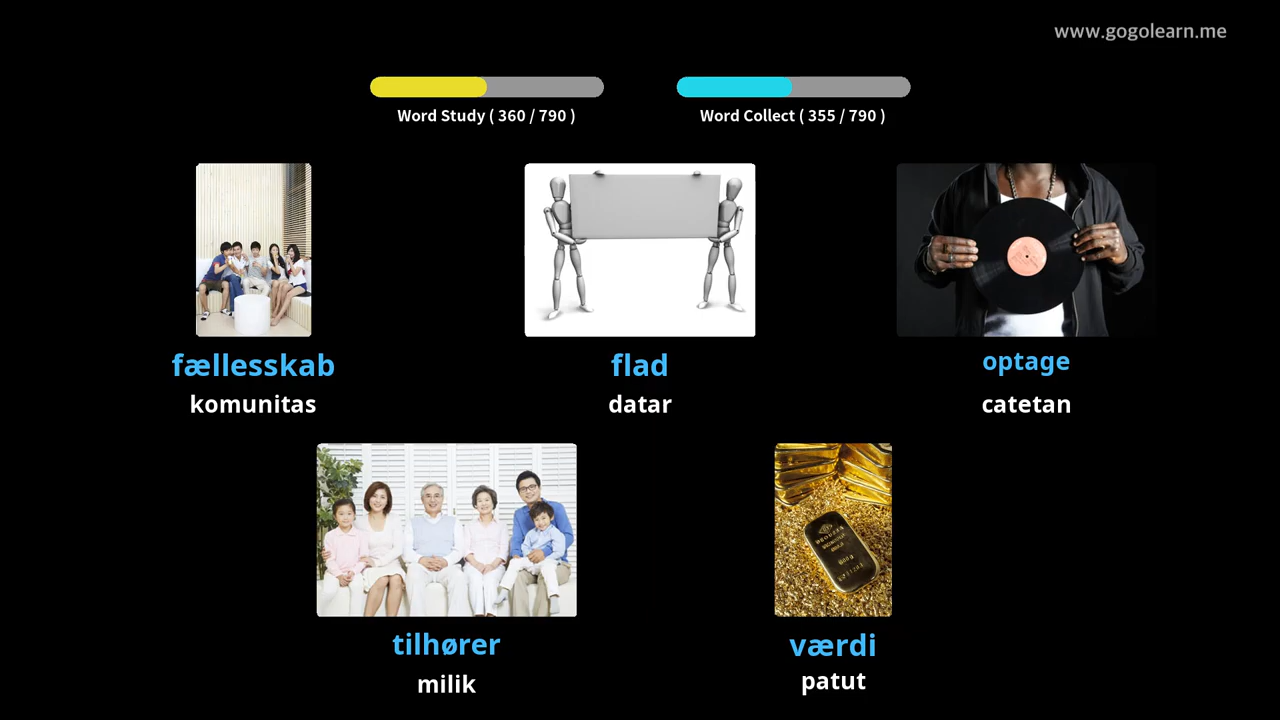 www.gogolearn.me
Word Study ( 360 / 790 )
Word Collect ( 355 / 790 )
fællesskab
komunitas
flad
datar
optage
catetan
tilhører
milik
værdi
patut